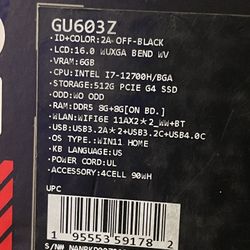 GU603Z
·ID+COLOR:2A OFF-BLACK
·LCD:16.0 WUXGA BEND WV
·VRAM:6GB
·CPU: INTEL I7-12700H/BGA
·STORAGE:512G PCIE G4 SSD
·ODD:WO ODD
·RAM:DDR5 8G+8G[ON BD.]
·WLAN:WIFI6E 11AX2*2_WW+BT
·USB:USB3.2A*2+USB3.2C+USB4.0C
·OS TYPE:WIN11 HOME
·KB LANGUAGE:US
·POWER CORD:UL
·ACCESSORY:4CELL 90WH
UPC
1 95553 59178 2
S/N